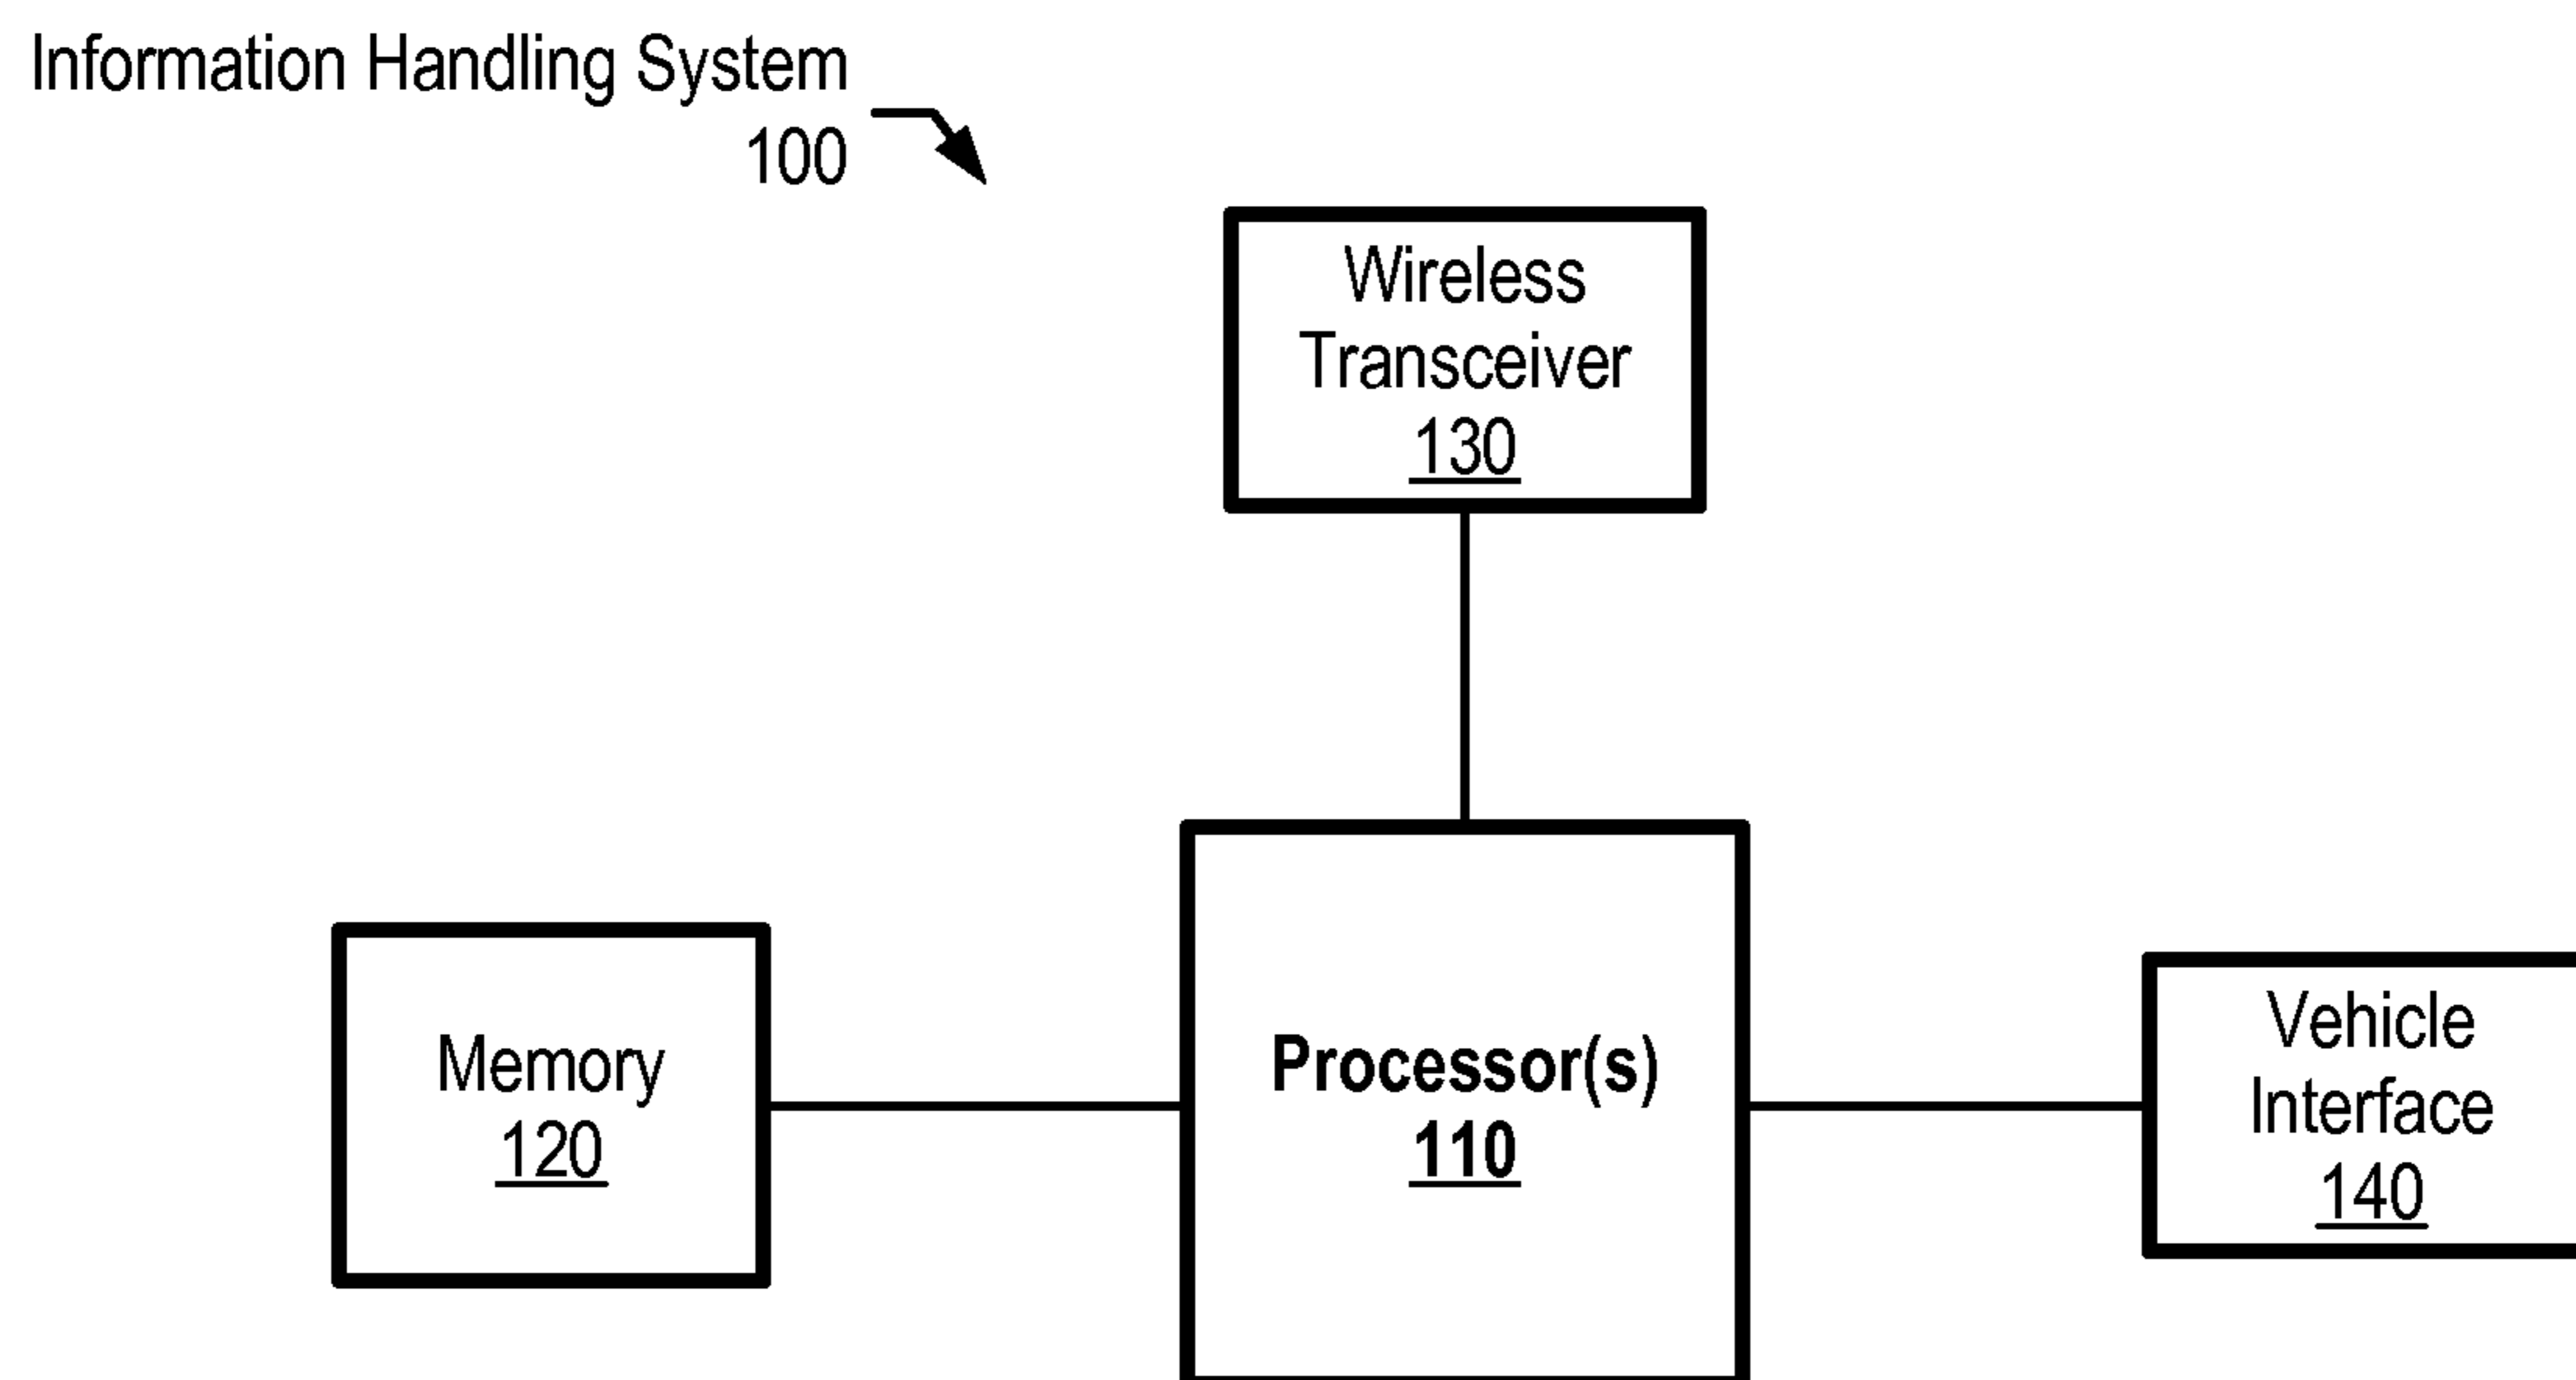 Information Handling System
100
Wireless
Transceiver
130
Memory
120
Processor(s)
110
Vehicle
Interface
140